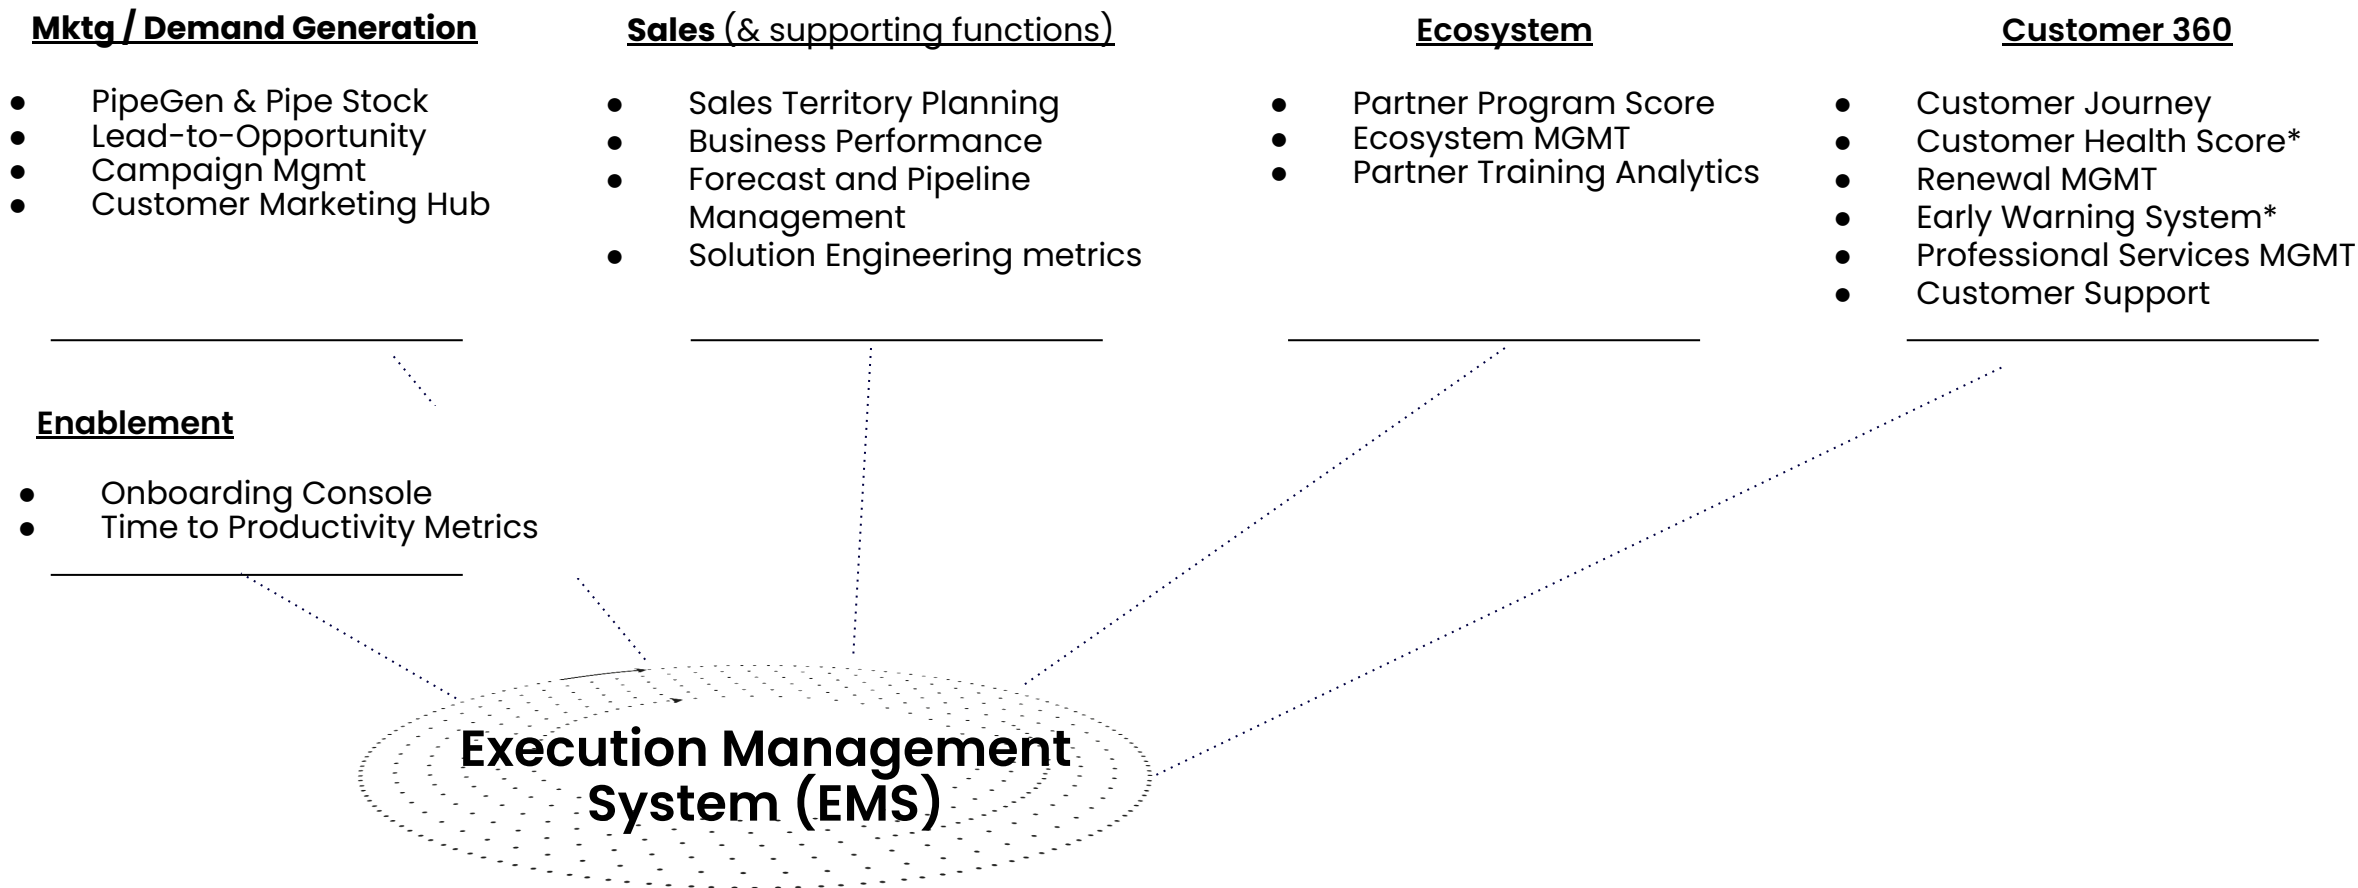 Mktg / Demand Generation
● PipeGen & Pipe Stock
● Lead-to-Opportunity
● Campaign Mgmt
● Customer Marketing Hub
Sales (& supporting functions)
● Sales Territory Planning
● Business Performance
● Forecast and Pipeline
Management
● Solution Engineering metrics
Ecosystem
● Partner Program Score
● Ecosystem MGMT
● Partner Training Analytics
Customer 360
● Customer Journey
● Customer Health Score*
● Renewal MGMT
● Early Warning System*
● Professional Services MGMT
● Customer Support
Enablement
● Onboarding Console
● Time to Productivity Metrics
Execution Management
System (EMS)